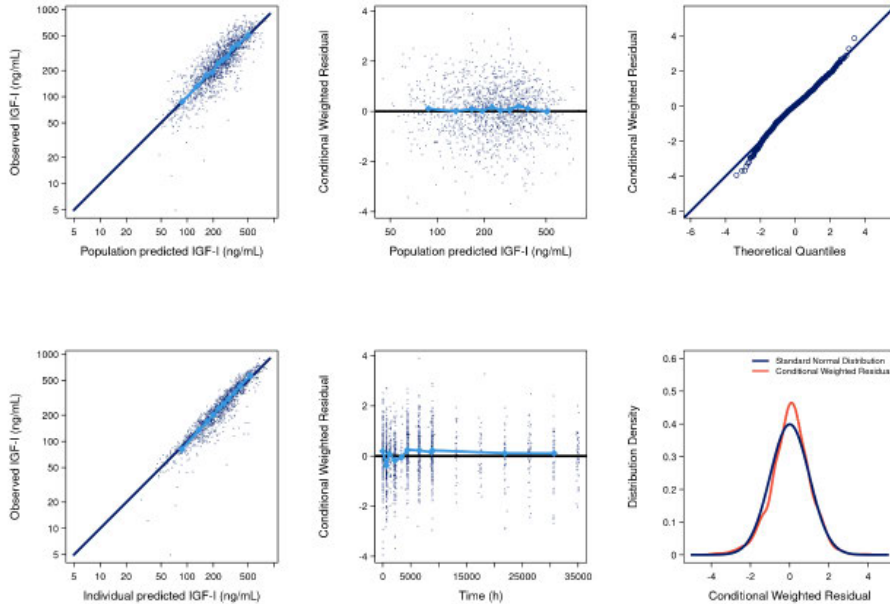 1000
500
200
100
50
20
10
5
Observed IGF-I (ng/mL)
5 10 20 50 100 200 500
Population predicted IGF-I (ng/mL)
4
2
0
-2
-4
Conditional Weighted Residual
50 100 200 500
Population predicted IGF-I (ng/mL)
4
2
0
-2
-4
-6
Conditional Weighted Residual
-6 -4 -2 0 2 4
Theoretical Quantiles
1000
500
200
100
50
20
10
5
Observed IGF-I (ng/mL)
5 10 20 50 100 200 500
Individual predicted IGF-I (ng/mL)
4
2
0
-2
-4
Conditional Weighted Residual
0 5000 15000 25000 35000
Time (h)
0.6
0.5
0.4
0.3
0.2
0.1
0
Distribution Density
Standard Normal Distribution
Conditional Weighted Residual
-4 -2 0 2 4
Conditional Weighted Residual